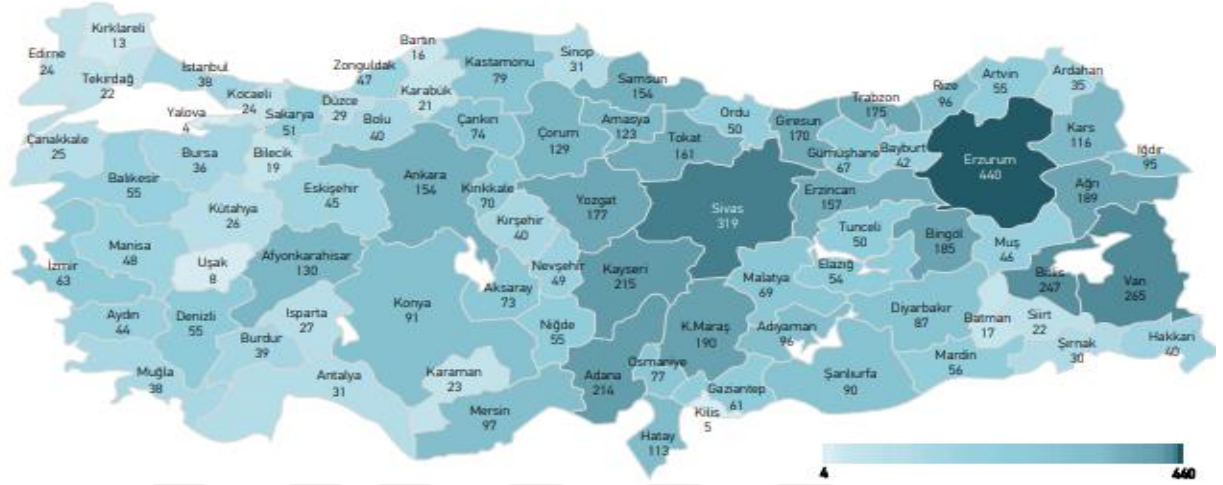 Kırklareli
13
Edirne
24
Tekirdağ
22
İstanbul
38
Yalova
4
Kocaeli
24
Sakarya
51
Düzce
29
Zonguldak
47
Bartın
16
Karabük
21
Bolu
40
Kastamonu
79
Sinop
31
Çankırı
74
Çorum
129
Samsun
154
Amasya
123
Tokat
161
Ordu
50
Giresun
170
Gümüşhane
67
Trabzon
175
Bayburt
42
Rize
96
Artvin
55
Ardahan
35
Kars
116
Iğdır
95
Erzurum
440
Ağrı
189
Çanakkale
25
Balıkesir
55
Bursa
36
Bilecik
19
Eskişehir
45
Kütahya
26
Ankara
154
Kırıkkale
70
Kırşehir
40
Yozgat
177
Sivas
319
Erzincan
157
Tunceli
50
Bingöl
185
Muş
46
Bitlis
247
Van
265
Manisa
48
İzmir
63
Uşak
8
Afyonkarahisar
130
Aydın
44
Denizli
55
Burdur
39
Isparta
27
Muğla
38
Antalya
31
Konya
91
Karaman
23
Aksaray
73
Nevşehir
49
Niğde
55
Kayseri
215
Mersin
97
Adana
214
Osmaniye
77
K.Maraş
190
Malatya
69
Elazığ
54
Adıyaman
96
Gaziantep
61
Kilis
5
Hatay
113
Şanlıurfa
90
Diyarbakır
87
Mardin
56
Batman
17
Siirt
22
Şırnak
30
Hakkari
40
4
440